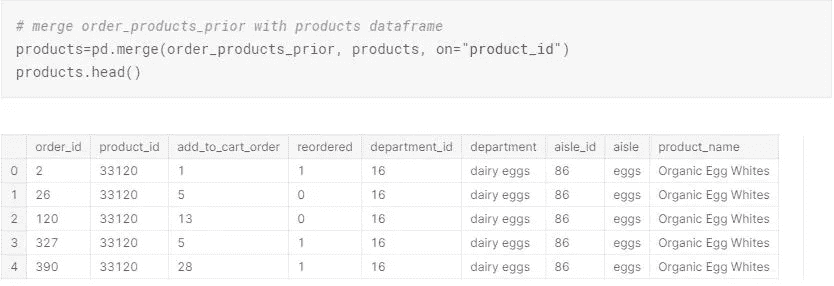 # merge order_products_prior with products dataframe
products=pd.merge(order_products_prior, products, on="product_id")
products.head()
order_id product_id add_to_cart_order reordered department_id department aisle_id aisle product_name
0 2 33120 1 1 16 dairy eggs 86 eggs Organic Egg Whites
1 26 33120 5 0 16 dairy eggs 86 eggs Organic Egg Whites
2 120 33120 13 0 16 dairy eggs 86 eggs Organic Egg Whites
3 327 33120 5 1 16 dairy eggs 86 eggs Organic Egg Whites
4 390 33120 28 1 16 dairy eggs 86 eggs Organic Egg Whites